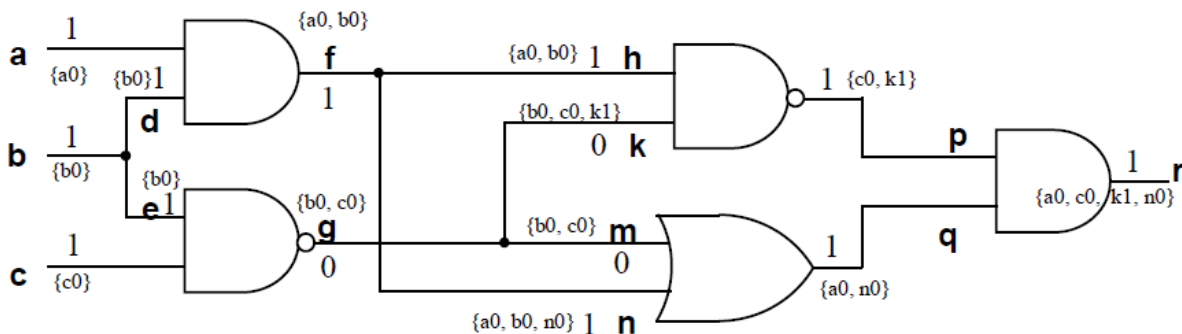 1 {a0, b0}
a f {a0, b0} 1 h 1 {c0, k1}
{a0} {b0} 1
d 1 {b0, c0, k1}
b 1 0 k p 1 r
{b0} {b0}
e 1 {b0, c0} {a0, c0, k1, n0}
1 g {b0, c0} m q
c 0 0 1
{c0} {a0, n0}
{a0, b0, n0} 1 n